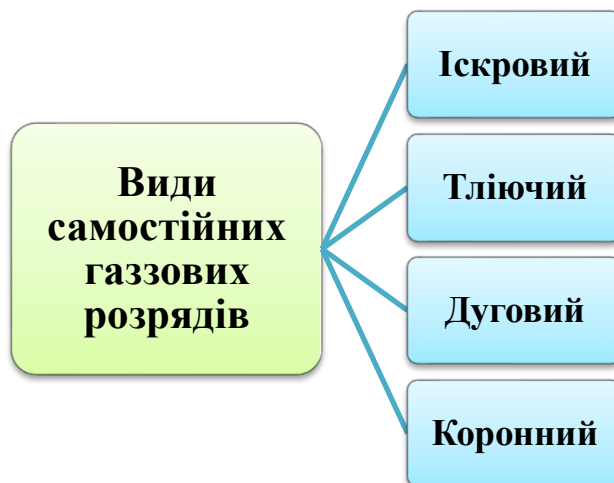 Види
самостійних
газзових
розрядів
Іскровий
Тліючий
Дуговий
Коронний